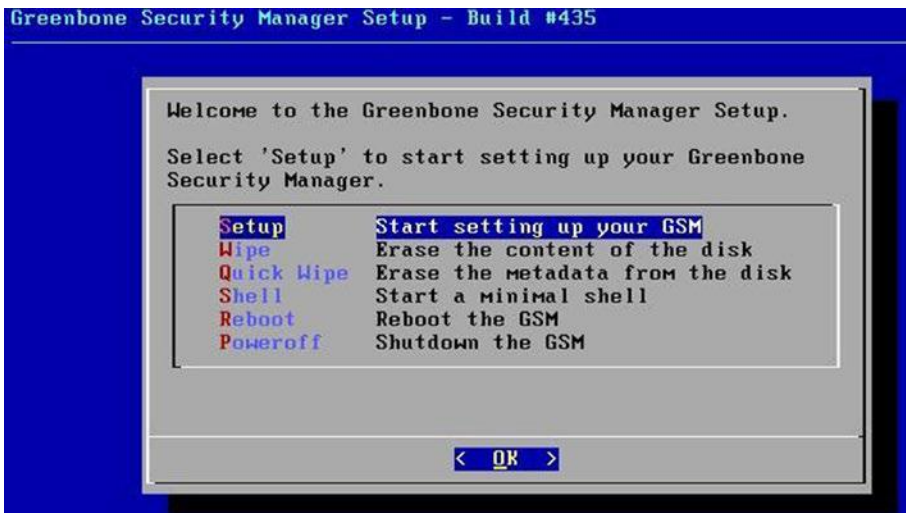 Greenbone Security Manager Setup - Build #435
Welcome to the Greenbone Security Manager Setup.
Select 'Setup' to start setting up your Greenbone
Security Manager.
Setup Start setting up your GSM
Wipe Erase the content of the disk
Quick Wipe Erase the metadata from the disk
Shell Start a minimal shell
Reboot Reboot the GSM
Poweroff Shutdown the GSM
< OK >